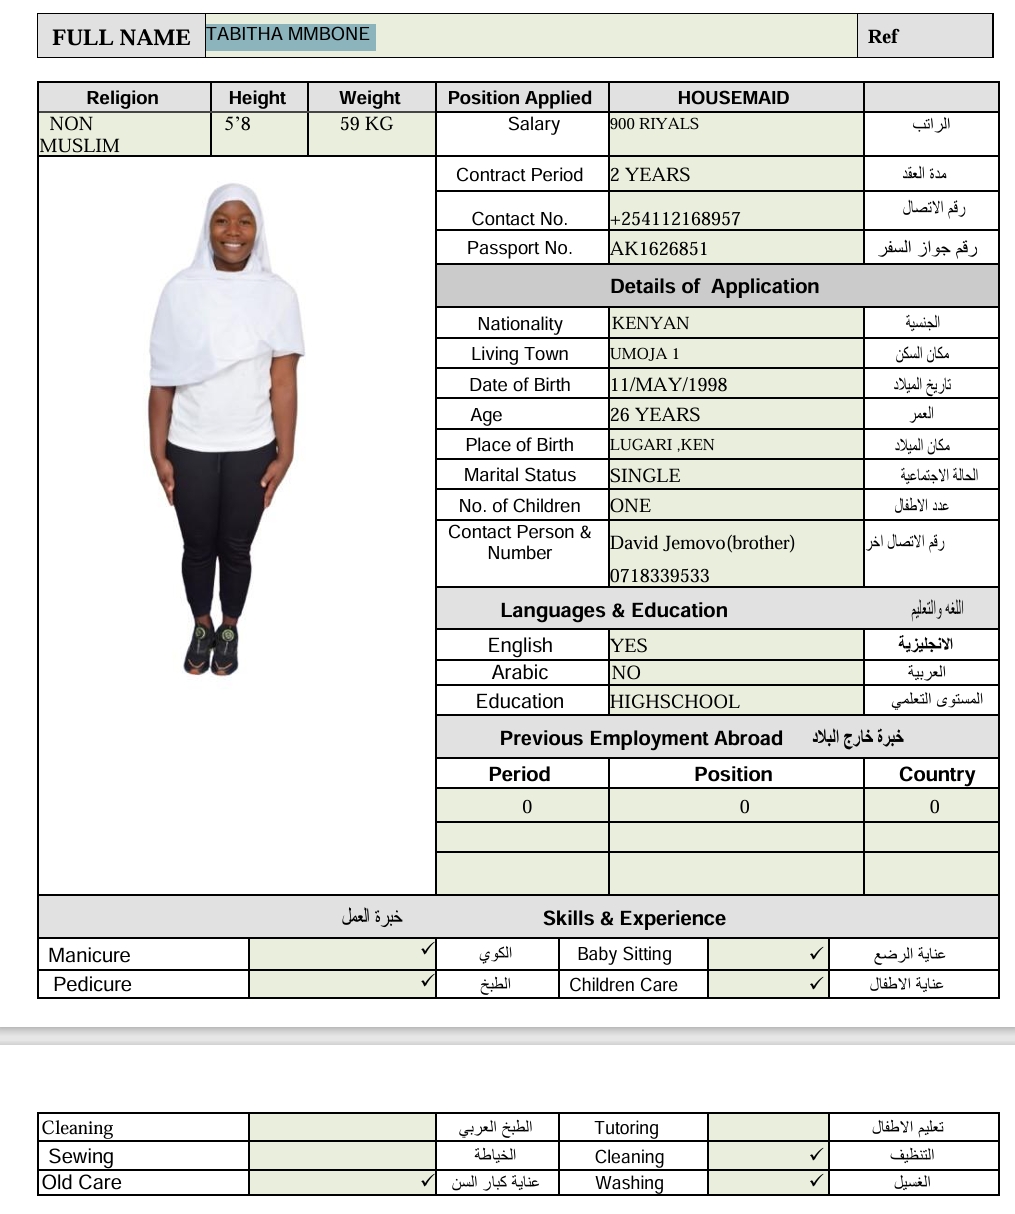 FULL NAME TABITHA MMBONE Ref
Religion Height Weight Position Applied HOUSEMAID
NON MUSLIM 5’8 59 KG Salary 900 RIYALS الراتب
Contract Period 2 YEARS مدة العقد
Contact No. +254112168957 رقم الاتصال
Passport No. AK1626851 رقم جواز السفر
Details of Application
Nationality KENYAN الجنسية
Living Town UMOJA 1 مكان السكن
Date of Birth 11/MAY/1998 تاريخ الميلاد
Age 26 YEARS العمر
Place of Birth LUGARI ,KEN مكان الميلاد
Marital Status SINGLE الحالة الاجتماعية
No. of Children ONE عدد الاطفال
Contact Person & Number David Jemovo(brother) رقم الاتصال اخر
0718339533
Languages & Education اللغه والتعليم
English YES الانجليزية
Arabic NO العربية
Education HIGHSCHOOL المستوى التعلمي
Previous Employment Abroad خبرة خارج البلاد
Period Position Country
0 0 0
خبرة العمل Skills & Experience
Manicure ✓ الكوي Baby Sitting ✓ عناية الرضع
Pedicure ✓ الطبخ Children Care ✓ عناية الاطفال
Cleaning الطبخ العربي Tutoring تعليم الاطفال
Sewing الخياطة Cleaning ✓ التنظيف
Old Care ✓ عناية كبار السن Washing ✓ الغسيل